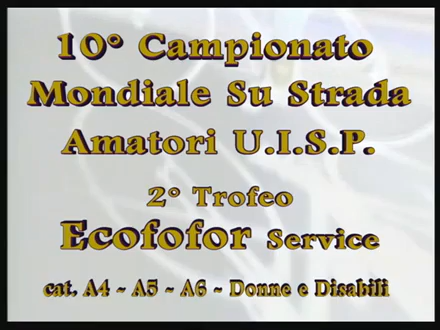 10° Campionato
Mondiale Su Strada
Amatori U.I.S.P.
2° Trofeo
Ecofofor Service
cat. A4 - A5 - A6 - Donne e Disabili